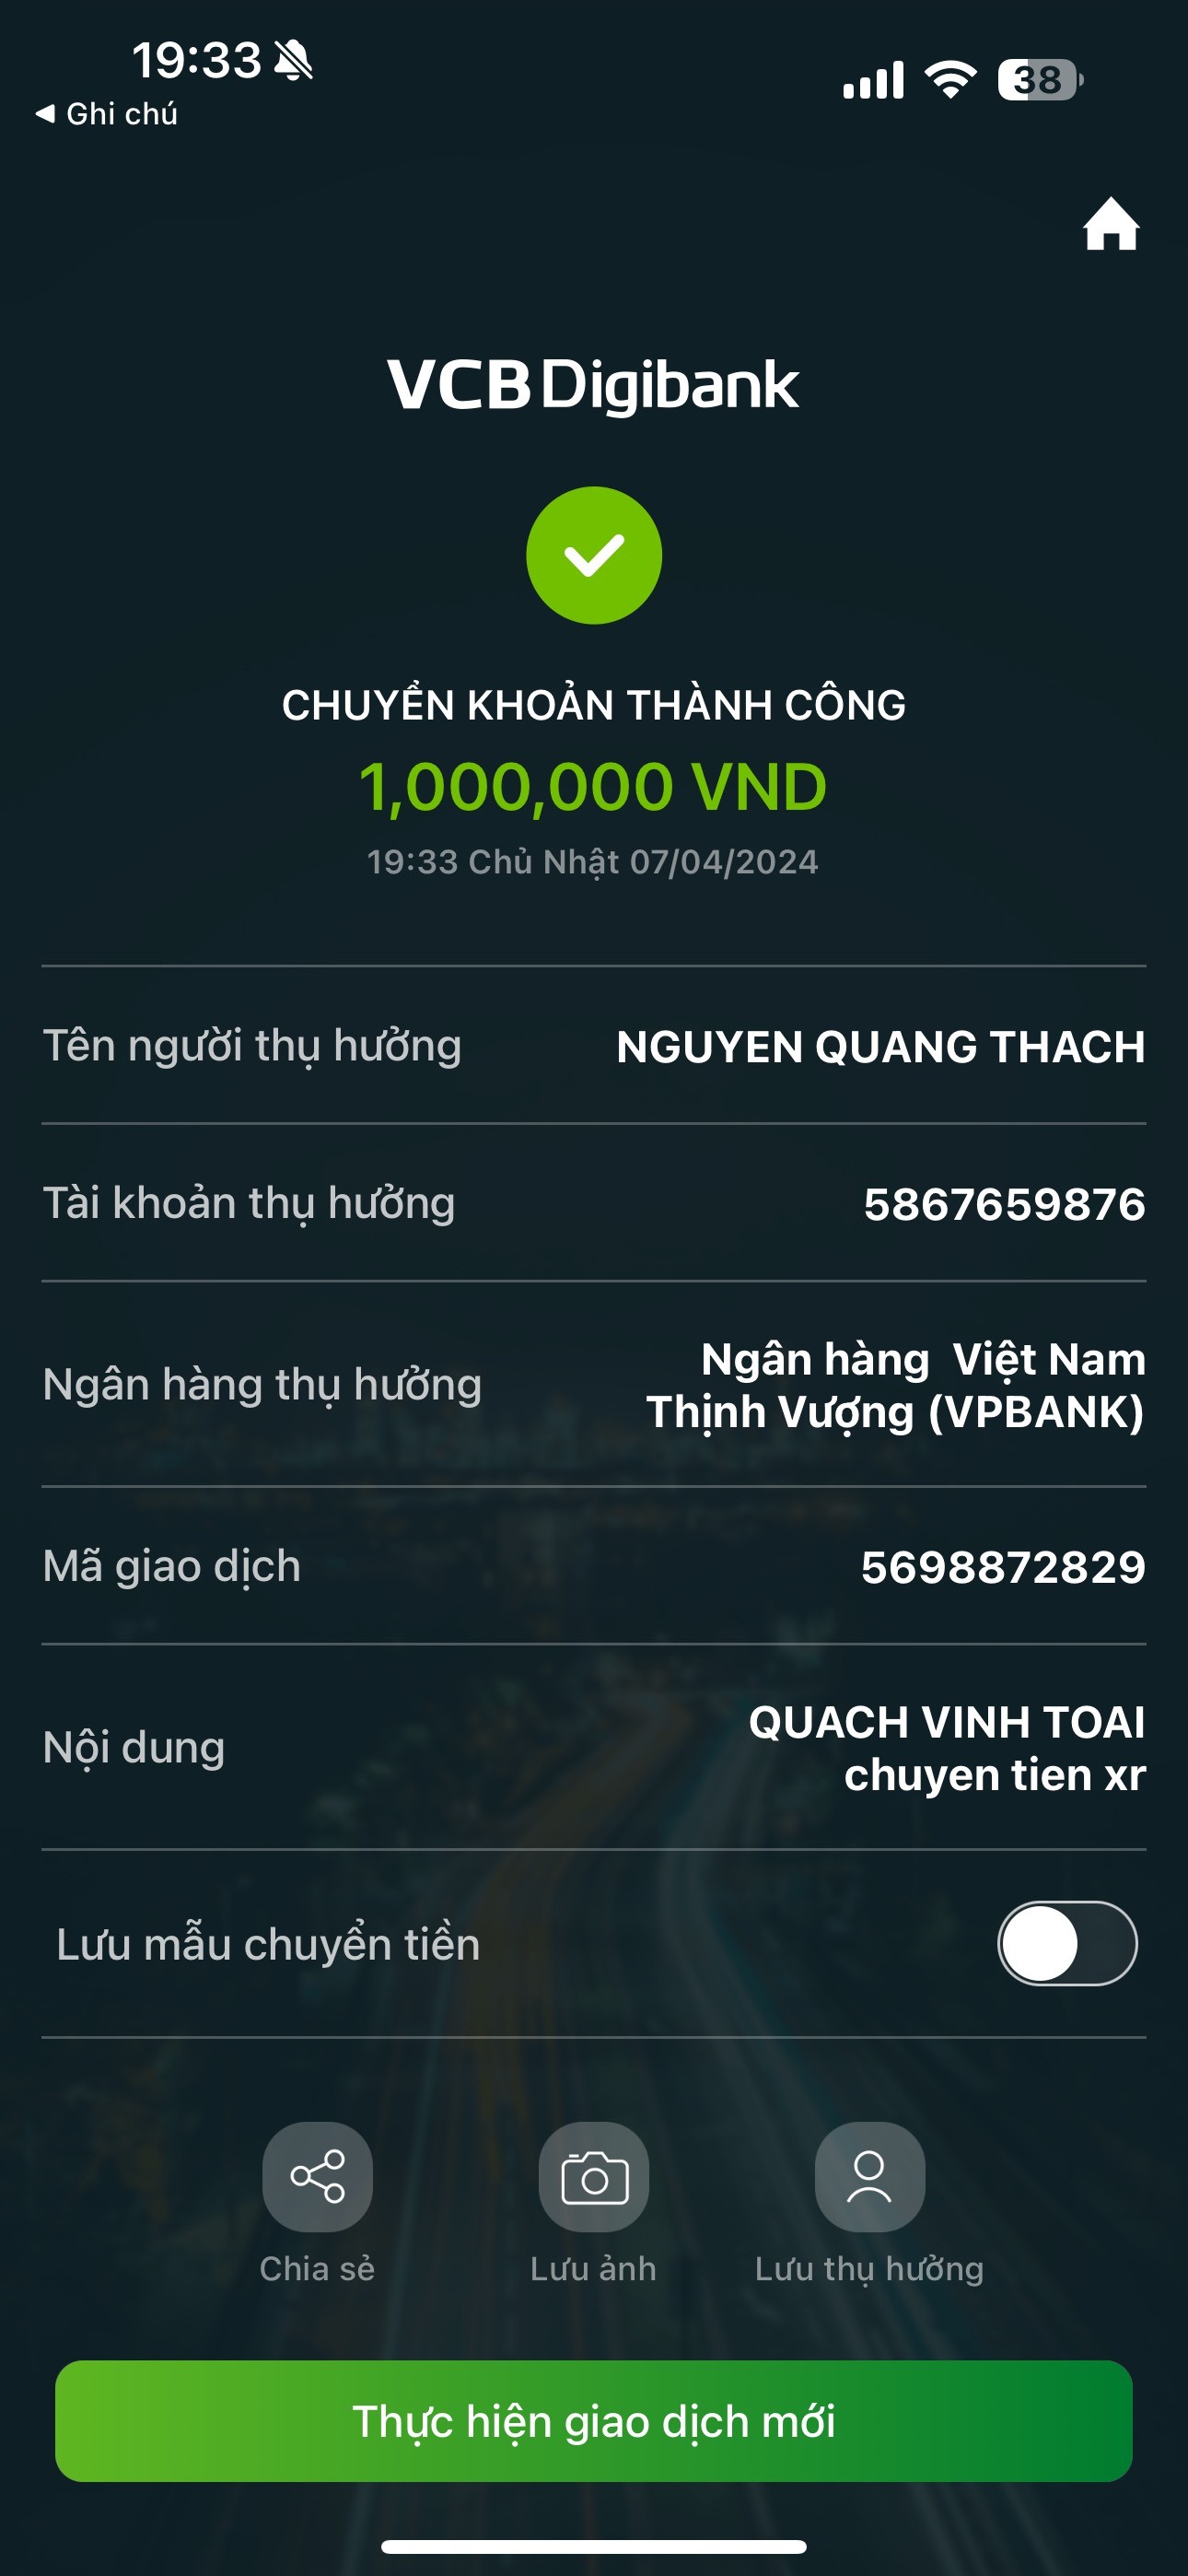 19:33
Ghi chú
38
VCB Digibank
CHUYỂN KHOẢN THÀNH CÔNG
1,000,000 VND
19:33 Chủ Nhật 07/04/2024
Tên người thụ hưởng NGUYEN QUANG THACH
Tài khoản thụ hưởng 5867659876
Ngân hàng thụ hưởng Ngân hàng  Việt Nam
Thịnh Vượng (VPBANK)
Mã giao dịch 5698872829
Nội dung QUACH VINH TOAI
chuyen tien xr
Lưu mẫu chuyển tiền
Chia sẻ Lưu ảnh Lưu thụ hưởng
Thực hiện giao dịch mới